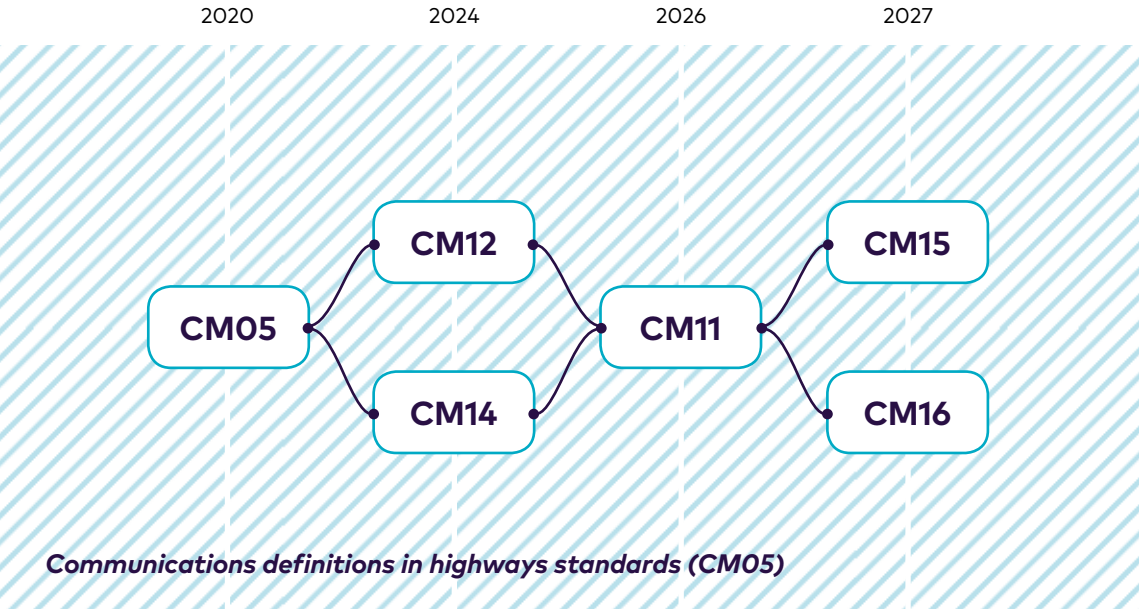 2020 2024 2026 2027
CM12 CM15
CM05 CM11
CM14 CM16
Communications definitions in highways standards (CM05)